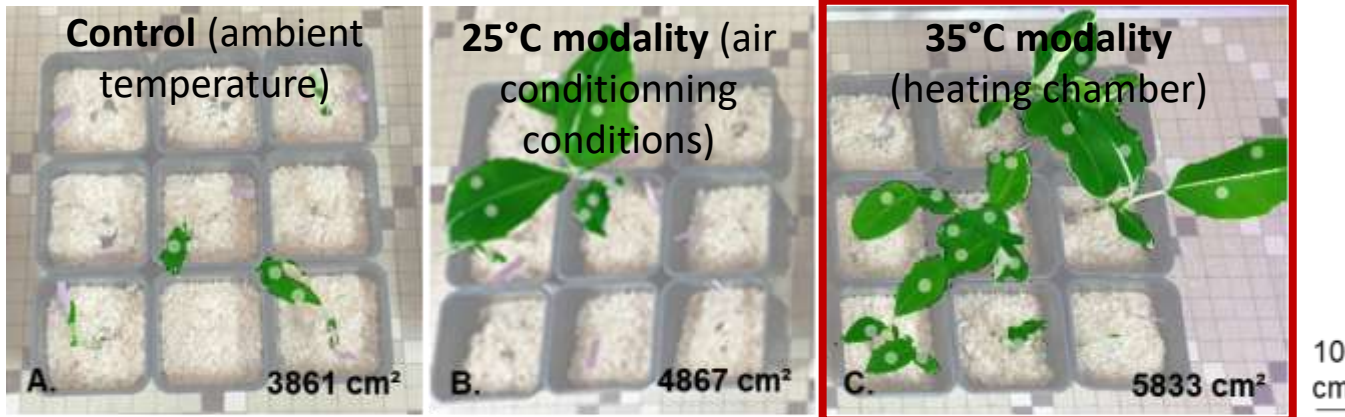 Control (ambient
temperature)
A.
3861 cm²
25°C modality (air
conditionning
conditions)
B.
4867 cm²
35°C modality
(heating chamber)
C.
5833 cm²
10
cm